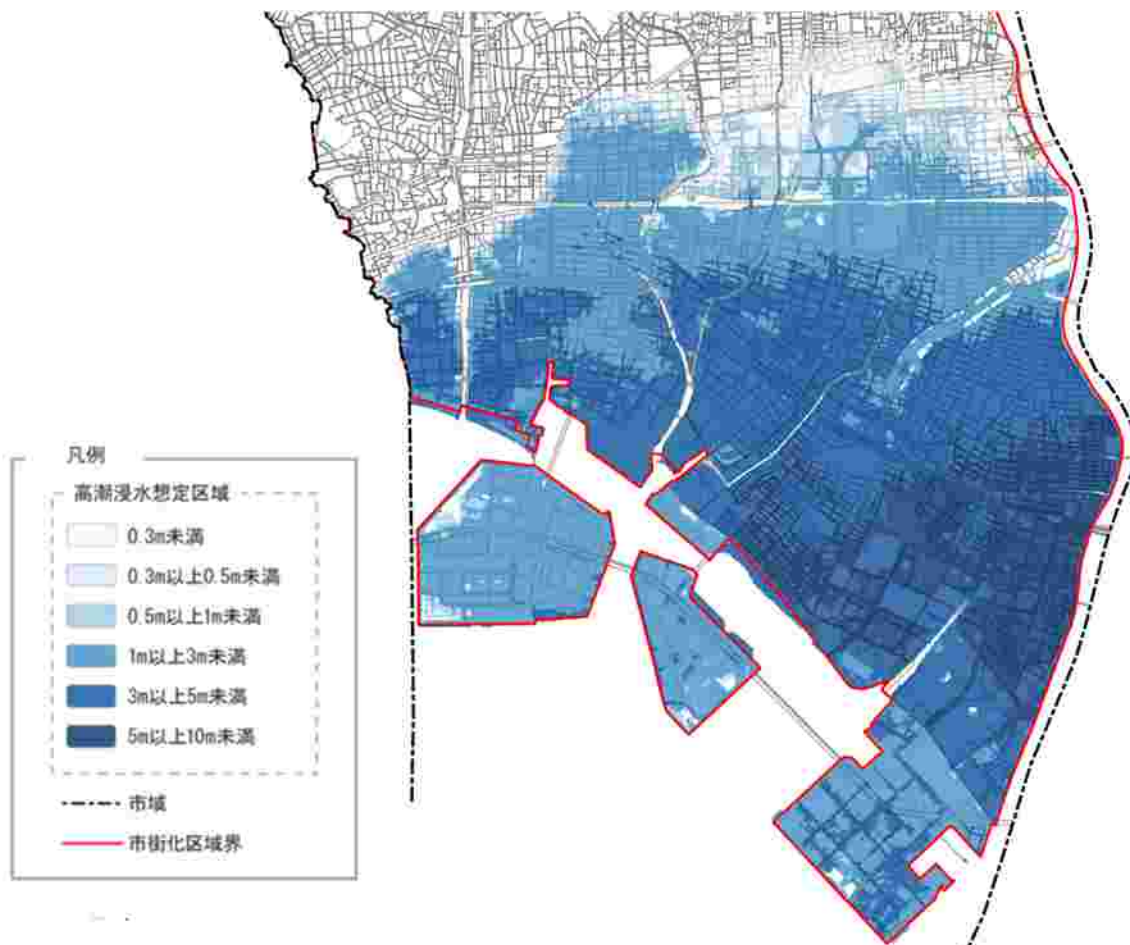 凡例
高潮浸水想定区域
0.3m未満
0.3m以上0.5m未満
0.5m以上1m未満
1m以上3m未満
3m以上5m未満
5m以上10m未満
市域
市街化区域界